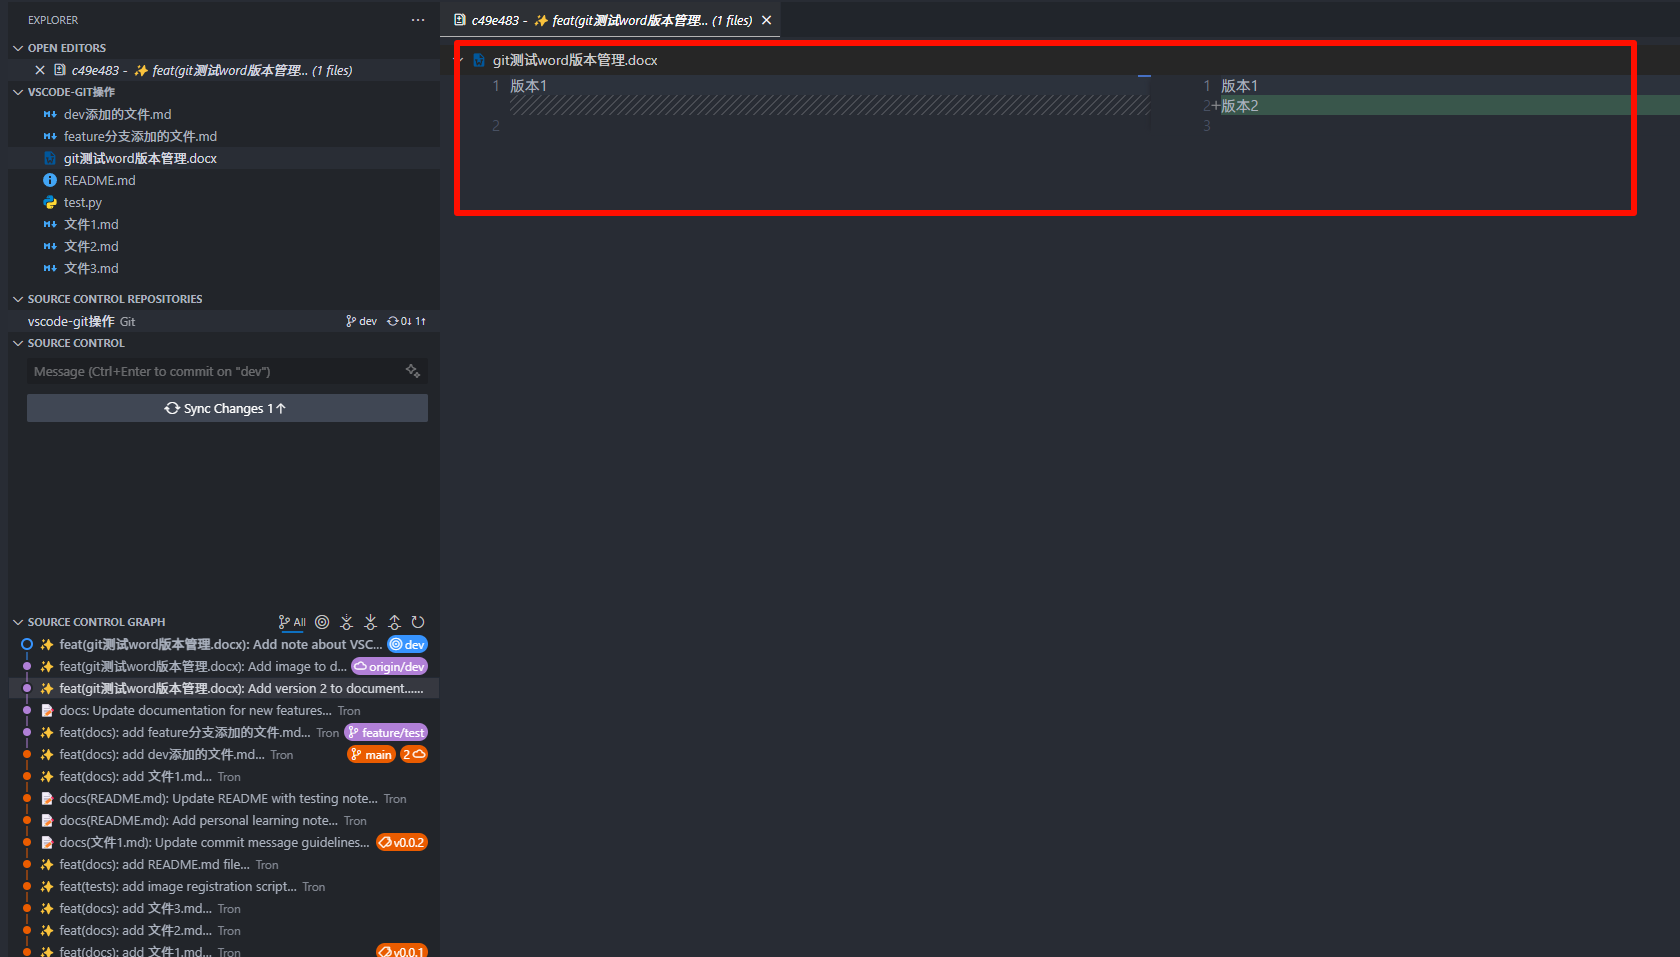 EXPLORER
OPEN EDITORS
c49e483 - ✨ feat(git测试word版本管理... (1 files)
VSCODE-GIT操作
dev添加的文件.md
feature分支添加的文件.md
git测试word版本管理.docx
README.md
test.py
文件1.md
文件2.md
文件3.md
SOURCE CONTROL REPOSITORIES
vscode-git操作 Git dev 0↓ 1↑
SOURCE CONTROL
Message (Ctrl+Enter to commit on "dev")
Sync Changes 1↑
SOURCE CONTROL GRAPH All
✨ feat(git测试word版本管理.docx): Add note about VSC... dev
✨ feat(git测试word版本管理.docx): Add image to d... origin/dev
✨ feat(git测试word版本管理.docx): Add version 2 to document......
📝 docs: Update documentation for new features... Tron
✨ feat(docs): add feature分支添加的文件.md... Tron feature/test
✨ feat(docs): add dev添加的文件.md... Tron main 2
✨ feat(docs): add 文件1.md... Tron
📝 docs(README.md): Update README with testing note... Tron
📝 docs(README.md): Add personal learning note... Tron
📝 docs(文件1.md): Update commit message guidelines... v0.0.2
✨ feat(docs): add README.md file... Tron
✨ feat(tests): add image registration script... Tron
✨ feat(docs): add 文件3.md... Tron
✨ feat(docs): add 文件2.md... Tron
✨ feat(docs): add 文件1.md... Tron v0.0.1
c49e483 - ✨ feat(git测试word版本管理... (1 files)
git测试word版本管理.docx
1 版本1
2
1 版本1
2+版本2
3